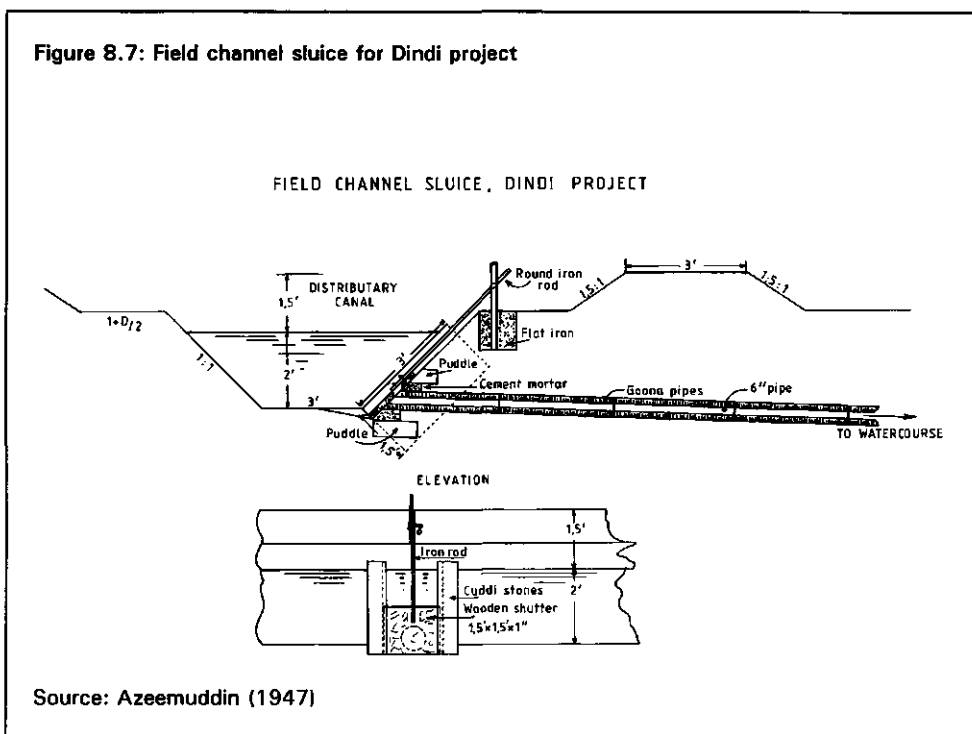 Figure 8.7: Field channel sluice for Dindi project
FIELD CHANNEL SLUICE, DINDI PROJECT
1,5'
DISTRIBUTARY
CANAL
Round iron
rod
1,5:1
3'
1,5:1
1+D/2
1:1
2'
3'
Flat iron
Puddle
Cement mortar
Goona pipes
6" pipe
3'
Puddle
1,5'
TO WATERCOURSE
ELEVATION
Iron rod
1,5'
Cuddi stones
Wooden shutter
1,5'x1,5'x1"
2'
Source: Azeemuddin (1947)